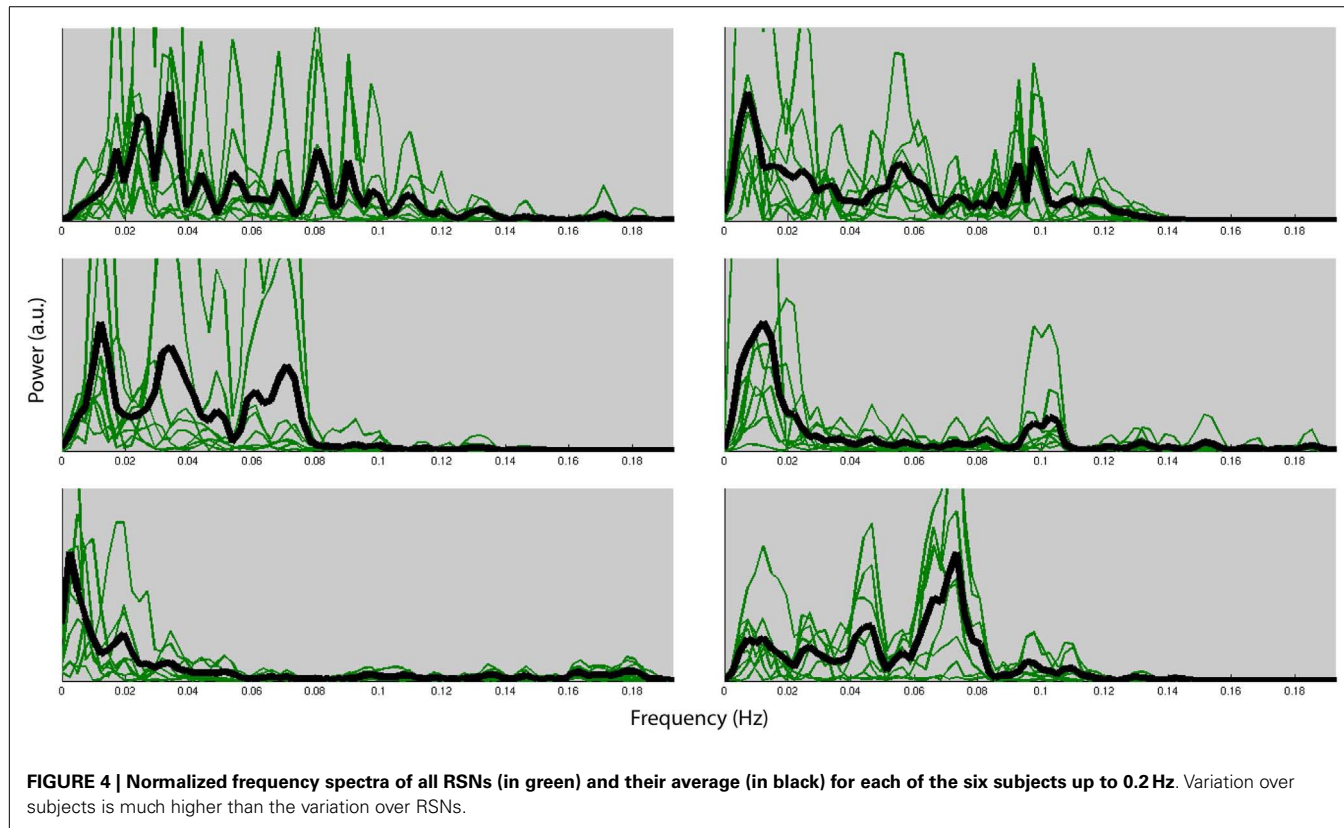 0 0.02 0.04 0.06 0.08 0.1 0.12 0.14 0.16 0.18
0 0.02 0.04 0.06 0.08 0.1 0.12 0.14 0.16 0.18
Power (a.u.)
0 0.02 0.04 0.06 0.08 0.1 0.12 0.14 0.16 0.18
0 0.02 0.04 0.06 0.08 0.1 0.12 0.14 0.16 0.18
0 0.02 0.04 0.06 0.08 0.1 0.12 0.14 0.16 0.18
0 0.02 0.04 0.06 0.08 0.1 0.12 0.14 0.16 0.18
Frequency (Hz)
FIGURE 4 | Normalized frequency spectra of all RSNs (in green) and their average (in black) for each of the six subjects up to 0.2 Hz. Variation over
subjects is much higher than the variation over RSNs.